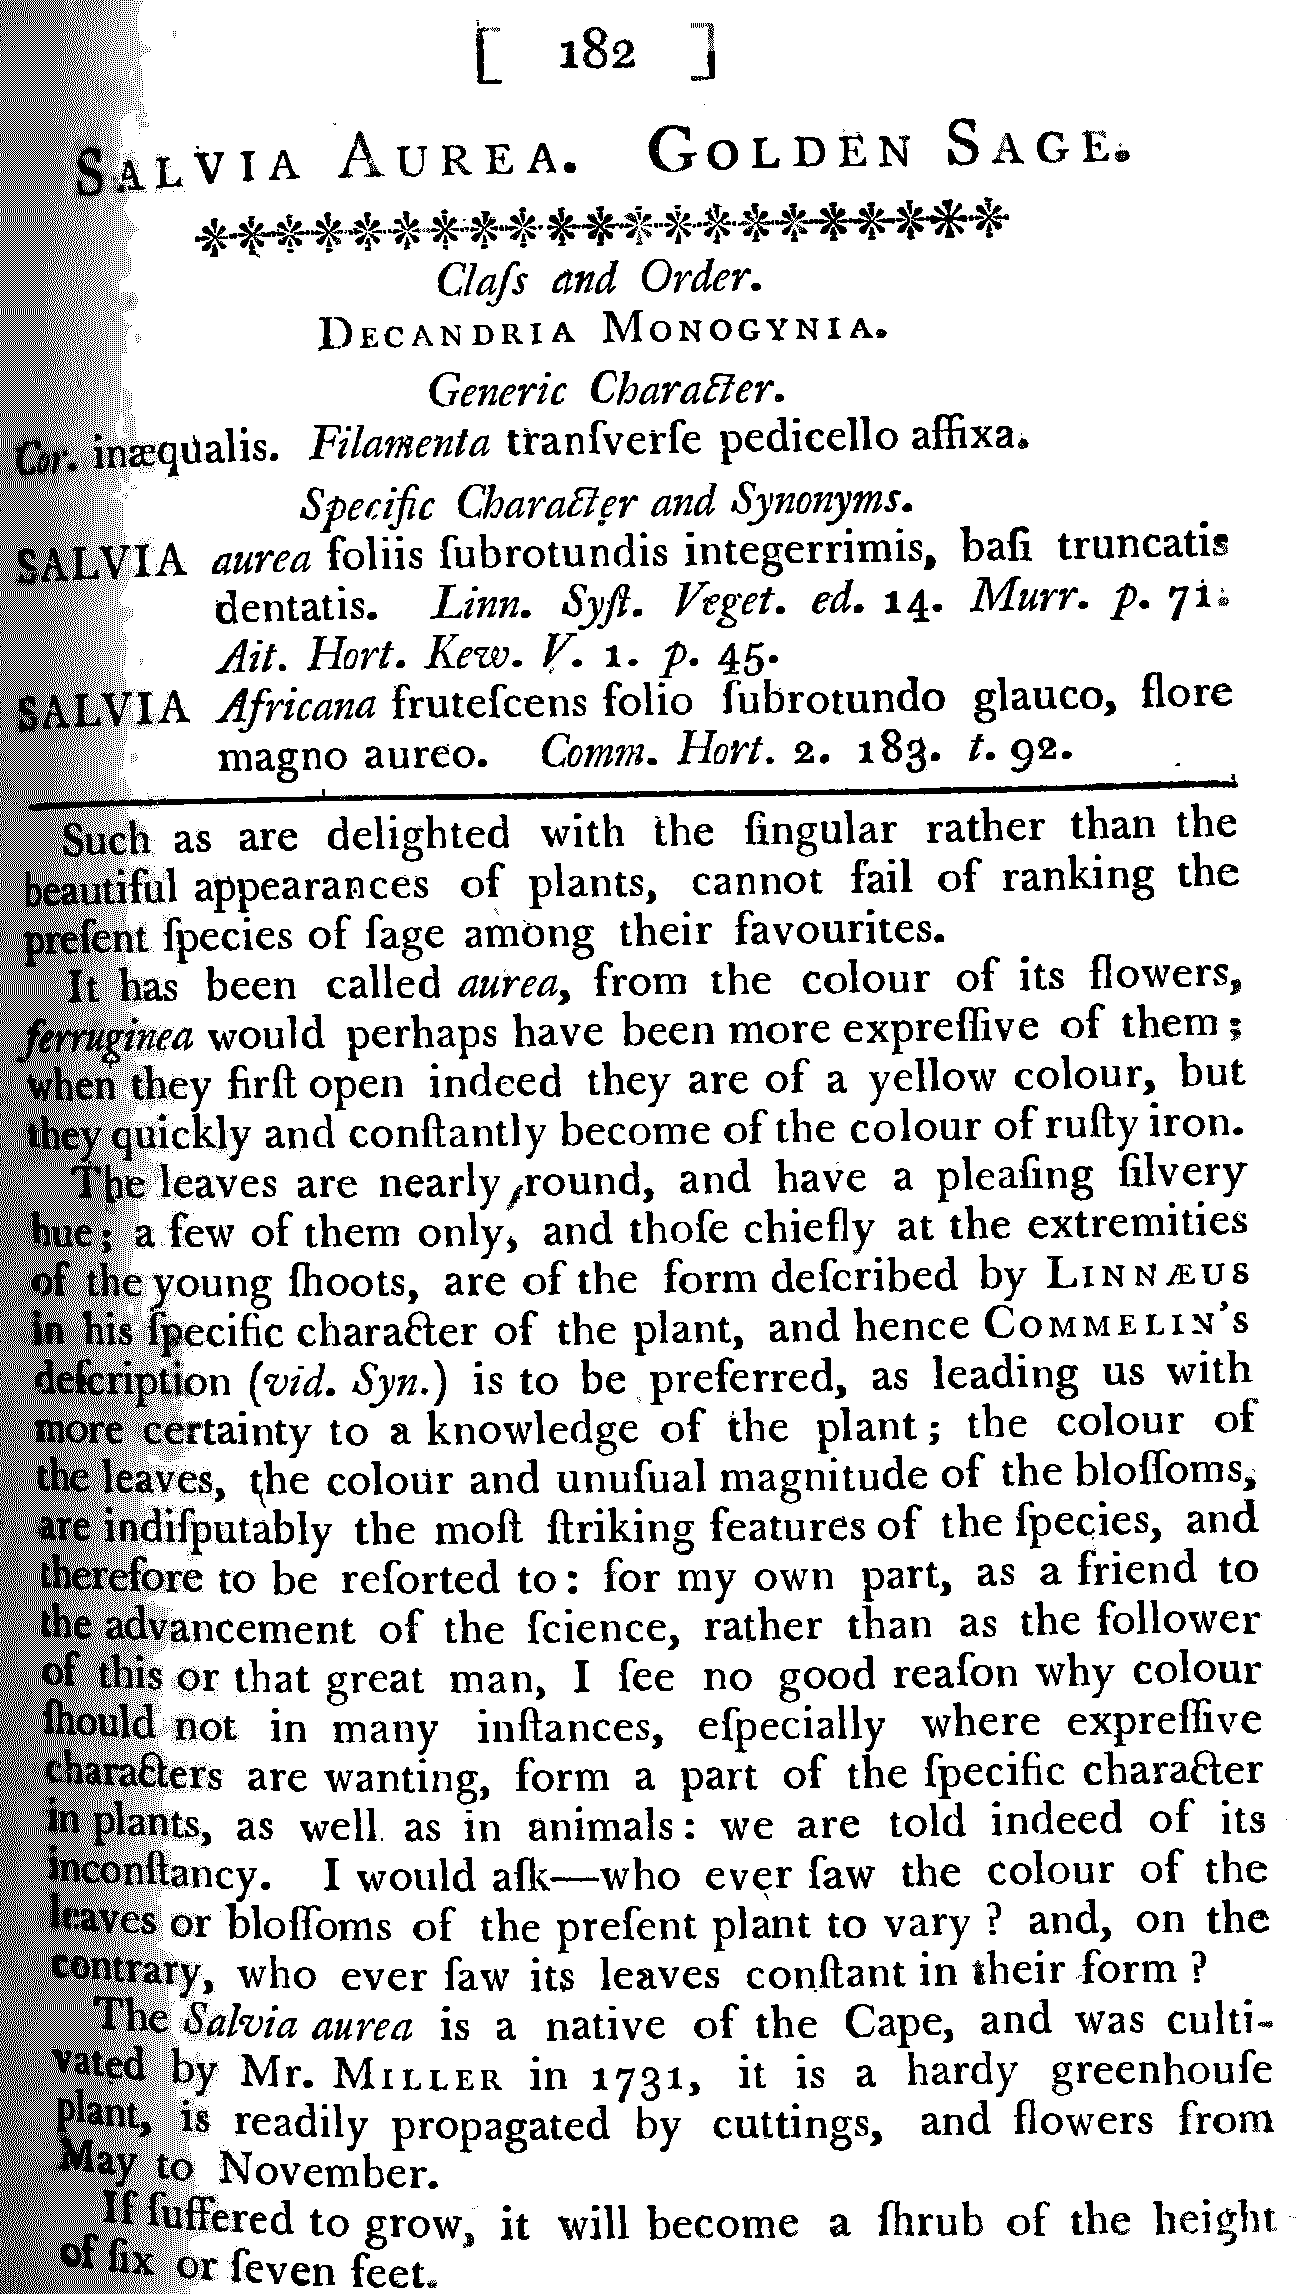 [ 182 ]
SALVIA AUREA. GOLDEN SAGE.
Claſs and Order.
DECANDRIA MONOGYNIA.
Generic Character.
Cor. inæqualis. Filamenta tranſverſe pedicello affixa.
Specific Character and Synonyms.
SALVIA aurea foliis ſubrotundis integerrimis, baſi truncatis
dentatis. Linn. Syſt. Veget. ed. 14. Murr. p. 71.
Ait. Hort. Kew. V. 1. p. 45.
SALVIA Africana fruteſcens folio ſubrotundo glauco, flore
magno aureo. Comm. Hort. 2. 183. t. 92.
Such as are delighted with the ſingular rather than the
beautiful appearances of plants, cannot fail of ranking the
preſent ſpecies of ſage among their favourites.
It has been called aurea, from the colour of its flowers,
ferruginea would perhaps have been more expreſſive of them;
when they firſt open indeed they are of a yellow colour, but
they quickly and conſtantly become of the colour of ruſty iron.
The leaves are nearly round, and have a pleaſing ſilvery
hue; a few of them only, and thoſe chiefly at the extremities
of the young ſhoots, are of the form deſcribed by LINNÆUS
in his ſpecific character of the plant, and hence COMMELIN'S
deſcription (vid. Syn.) is to be preferred, as leading us with
more certainty to a knowledge of the plant; the colour of
the leaves, the colour and unuſual magnitude of the bloſſoms,
are indiſputably the moſt ſtriking features of the ſpecies, and
therefore to be reſorted to: for my own part, as a friend to
the advancement of the ſcience, rather than as the follower
of this or that great man, I ſee no good reaſon why colour
ſhould not in many inſtances, eſpecially where expreſſive
characters are wanting, form a part of the ſpecific character
in plants, as well as in animals: we are told indeed of its
inconſtancy. I would aſk—who ever ſaw the colour of the
leaves or bloſſoms of the preſent plant to vary? and, on the
contrary, who ever ſaw its leaves conſtant in their form?
The Salvia aurea is a native of the Cape, and was culti-
vated by Mr. MILLER in 1731, it is a hardy greenhouſe
plant, is readily propagated by cuttings, and flowers from
May to November.
If ſuffered to grow, it will become a ſhrub of the height
of ſix or ſeven feet.